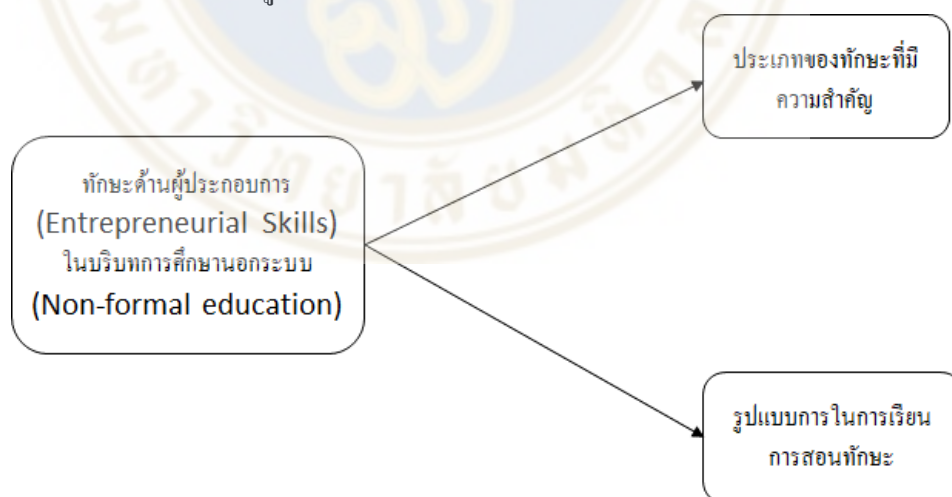 ประเภทของทักษะที่มี
ความสำคัญ
ทักษะด้านผู้ประกอบการ
(Entrepreneurial Skills)
ในบริบทการศึกษานอกระบบ
(Non-formal education)
รูปแบบการในการเรียน
การสอนทักษะ